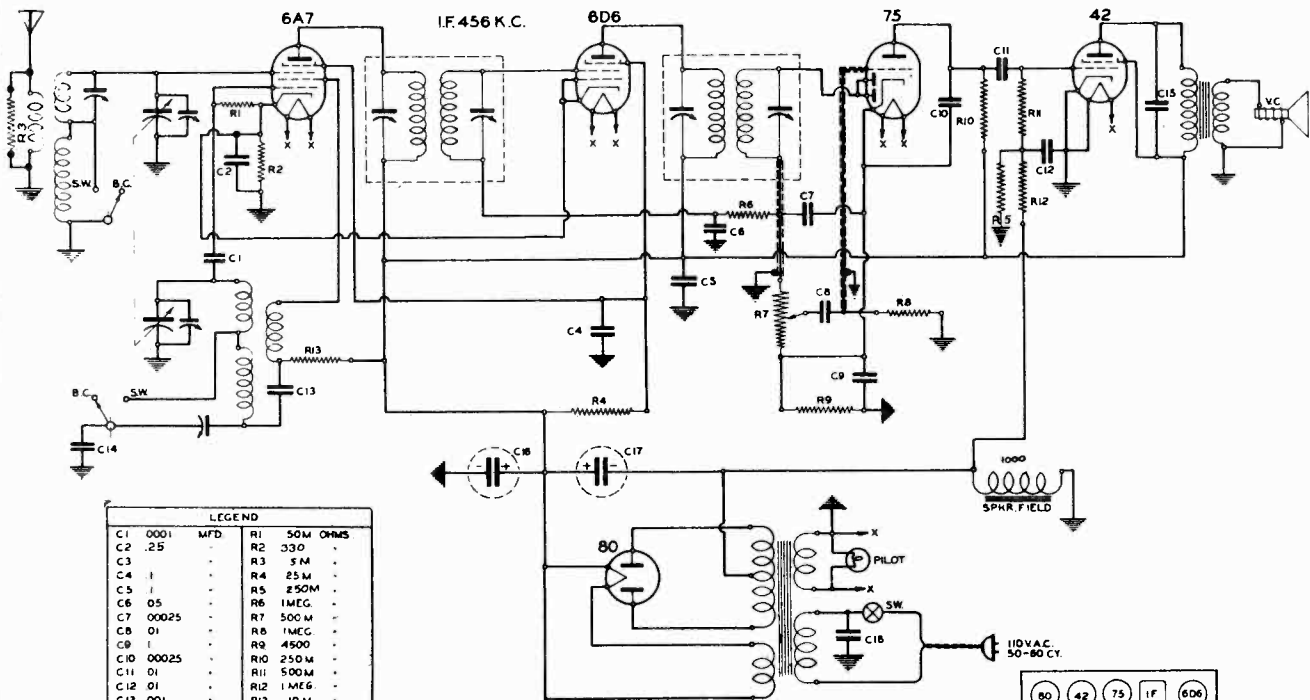 6A7
I.F. 456 K.C.
6D6
75
42
R3
R1
C2
R2
S.W.
B.C.
C1
R13
C13
B.C.
S.W.
C14
R6
C6
C7
C5
C4
R4
R7
C8
R8
C9
R9
C10
R10
C11
R11
C12
R12
R5
C15
V.C.
X X
X X
X X
X
C16
C17
1000
SPKR. FIELD
80
X
PILOT
X
SW.
C18
110 V.A.C.
50-60 CY.
LEGEND
C1 0001 MFD. R1 50M OHMS
C2 .25 " R2 330 "
C3 " R3 5M "
C4 .1 " R4 25M "
C5 .1 " R5 250M "
C6 05 " R6 1MEG. "
C7 00025 " R7 500M "
C8 01 " R8 1MEG. "
C9 .1 " R9 4500 "
C10 00025 " R10 250M "
C11 01 " R11 500M "
C12 01 " R12 1MEG. "
80 42 75 IF 6D6